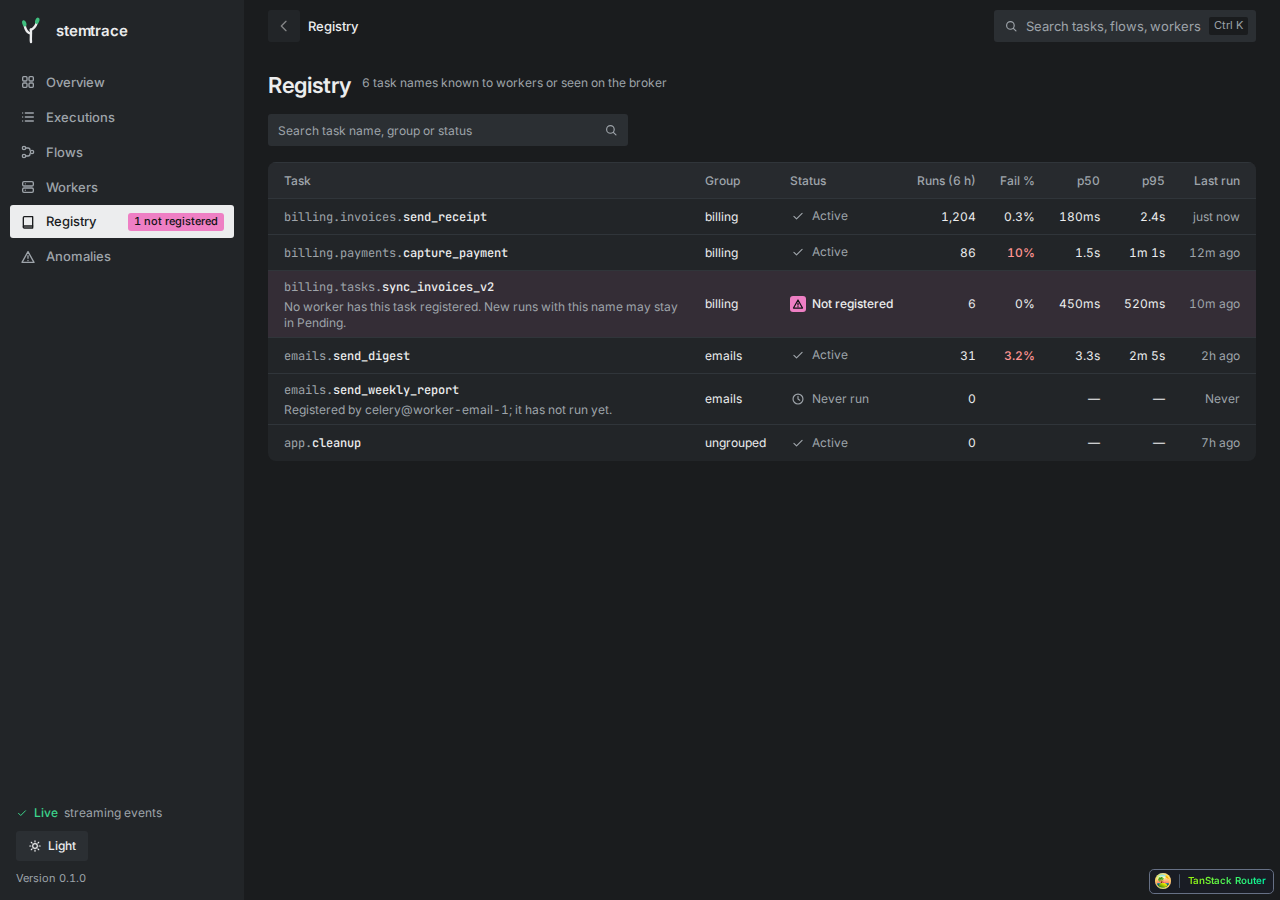 stemtrace
Overview
Executions
Flows
Workers
Registry 1 not registered
Anomalies
Live streaming events
Light
Version 0.1.0
Registry
Search tasks, flows, workers Ctrl K
Registry 6 task names known to workers or seen on the broker
Search task name, group or status
Task Group Status Runs (6 h) Fail % p50 p95 Last run
billing.invoices.send_receipt billing Active 1,204 0.3% 180ms 2.4s just now
billing.payments.capture_payment billing Active 86 10% 1.5s 1m 1s 12m ago
billing.tasks.sync_invoices_v2 billing Not registered 6 0% 450ms 520ms 10m ago
No worker has this task registered. New runs with this name may stay
in Pending.
emails.send_digest emails Active 31 3.2% 3.3s 2m 5s 2h ago
emails.send_weekly_report emails Never run 0 — — Never
Registered by celery@worker-email-1; it has not run yet.
app.cleanup ungrouped Active 0 — — 7h ago
TanStack Router